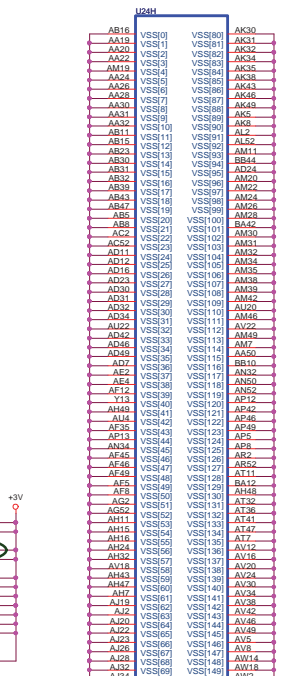 U24H
AB16 VSS[0] VSS[80] AK30
AA19 VSS[1] VSS[81] AK31
AA20 VSS[2] VSS[82] AK32
AA22 VSS[3] VSS[83] AK34
AM19 VSS[4] VSS[84] AK35
AA24 VSS[5] VSS[85] AK38
AA26 VSS[6] VSS[86] AK43
AA28 VSS[7] VSS[87] AK46
AA30 VSS[8] VSS[88] AK49
AA31 VSS[9] VSS[89] AK5
AA32 VSS[10] VSS[90] AK8
AB11 VSS[11] VSS[91] AL2
AB15 VSS[12] VSS[92] AL52
AB23 VSS[13] VSS[93] AM11
AB30 VSS[14] VSS[94] BB44
AB31 VSS[15] VSS[95] AD24
AB32 VSS[16] VSS[96] AM20
AB39 VSS[17] VSS[97] AM22
AB43 VSS[18] VSS[98] AM24
AB47 VSS[19] VSS[99] AM26
AB5 VSS[20] VSS[100] AM28
AB8 VSS[21] VSS[101] BA42
AC2 VSS[22] VSS[102] AM30
AC52 VSS[23] VSS[103] AM31
AD11 VSS[24] VSS[104] AM32
AD12 VSS[25] VSS[105] AM34
AD16 VSS[26] VSS[106] AM35
AD23 VSS[27] VSS[107] AM38
AD30 VSS[28] VSS[108] AM39
AD31 VSS[29] VSS[109] AM42
AD32 VSS[30] VSS[110] AU20
AD34 VSS[31] VSS[111] AM46
AU22 VSS[32] VSS[112] AV22
AD42 VSS[33] VSS[113] AM49
AD46 VSS[34] VSS[114] AM7
AD49 VSS[35] VSS[115] AA50
AD7 VSS[36] VSS[116] BB10
AE2 VSS[37] VSS[117] AN32
AE4 VSS[38] VSS[118] AN50
AF12 VSS[39] VSS[119] AN52
Y13 VSS[40] VSS[120] AP12
AH49 VSS[41] VSS[121] AP42
AU4 VSS[42] VSS[122] AP46
AF35 VSS[43] VSS[123] AP49
AP13 VSS[44] VSS[124] AP5
AN34 VSS[45] VSS[125] AP8
AF45 VSS[46] VSS[126] AR2
AF46 VSS[47] VSS[127] AR52
AF49 VSS[48] VSS[128] AT11
AF5 VSS[49] VSS[129] BA12
+3V
AF8 VSS[50] VSS[130] AH48
AG2 VSS[51] VSS[131] AT32
AG52 VSS[52] VSS[132] AT36
AH11 VSS[53] VSS[133] AT41
AH15 VSS[54] VSS[134] AT47
AH16 VSS[55] VSS[135] AT7
AH24 VSS[56] VSS[136] AV12
AH32 VSS[57] VSS[137] AV16
AV18 VSS[58] VSS[138] AV20
AH43 VSS[59] VSS[139] AV24
AH47 VSS[60] VSS[140] AV30
AH7 VSS[61] VSS[141] AV34
AJ19 VSS[62] VSS[142] AV38
AJ2 VSS[63] VSS[143] AV42
AJ20 VSS[64] VSS[144] AV46
AJ22 VSS[65] VSS[145] AV49
AJ23 VSS[66] VSS[146] AV5
AJ26 VSS[67] VSS[147] AV8
AJ28 VSS[68] VSS[148] AW14
AJ32 VSS[69] VSS[149] AW18
AJ34 AW2